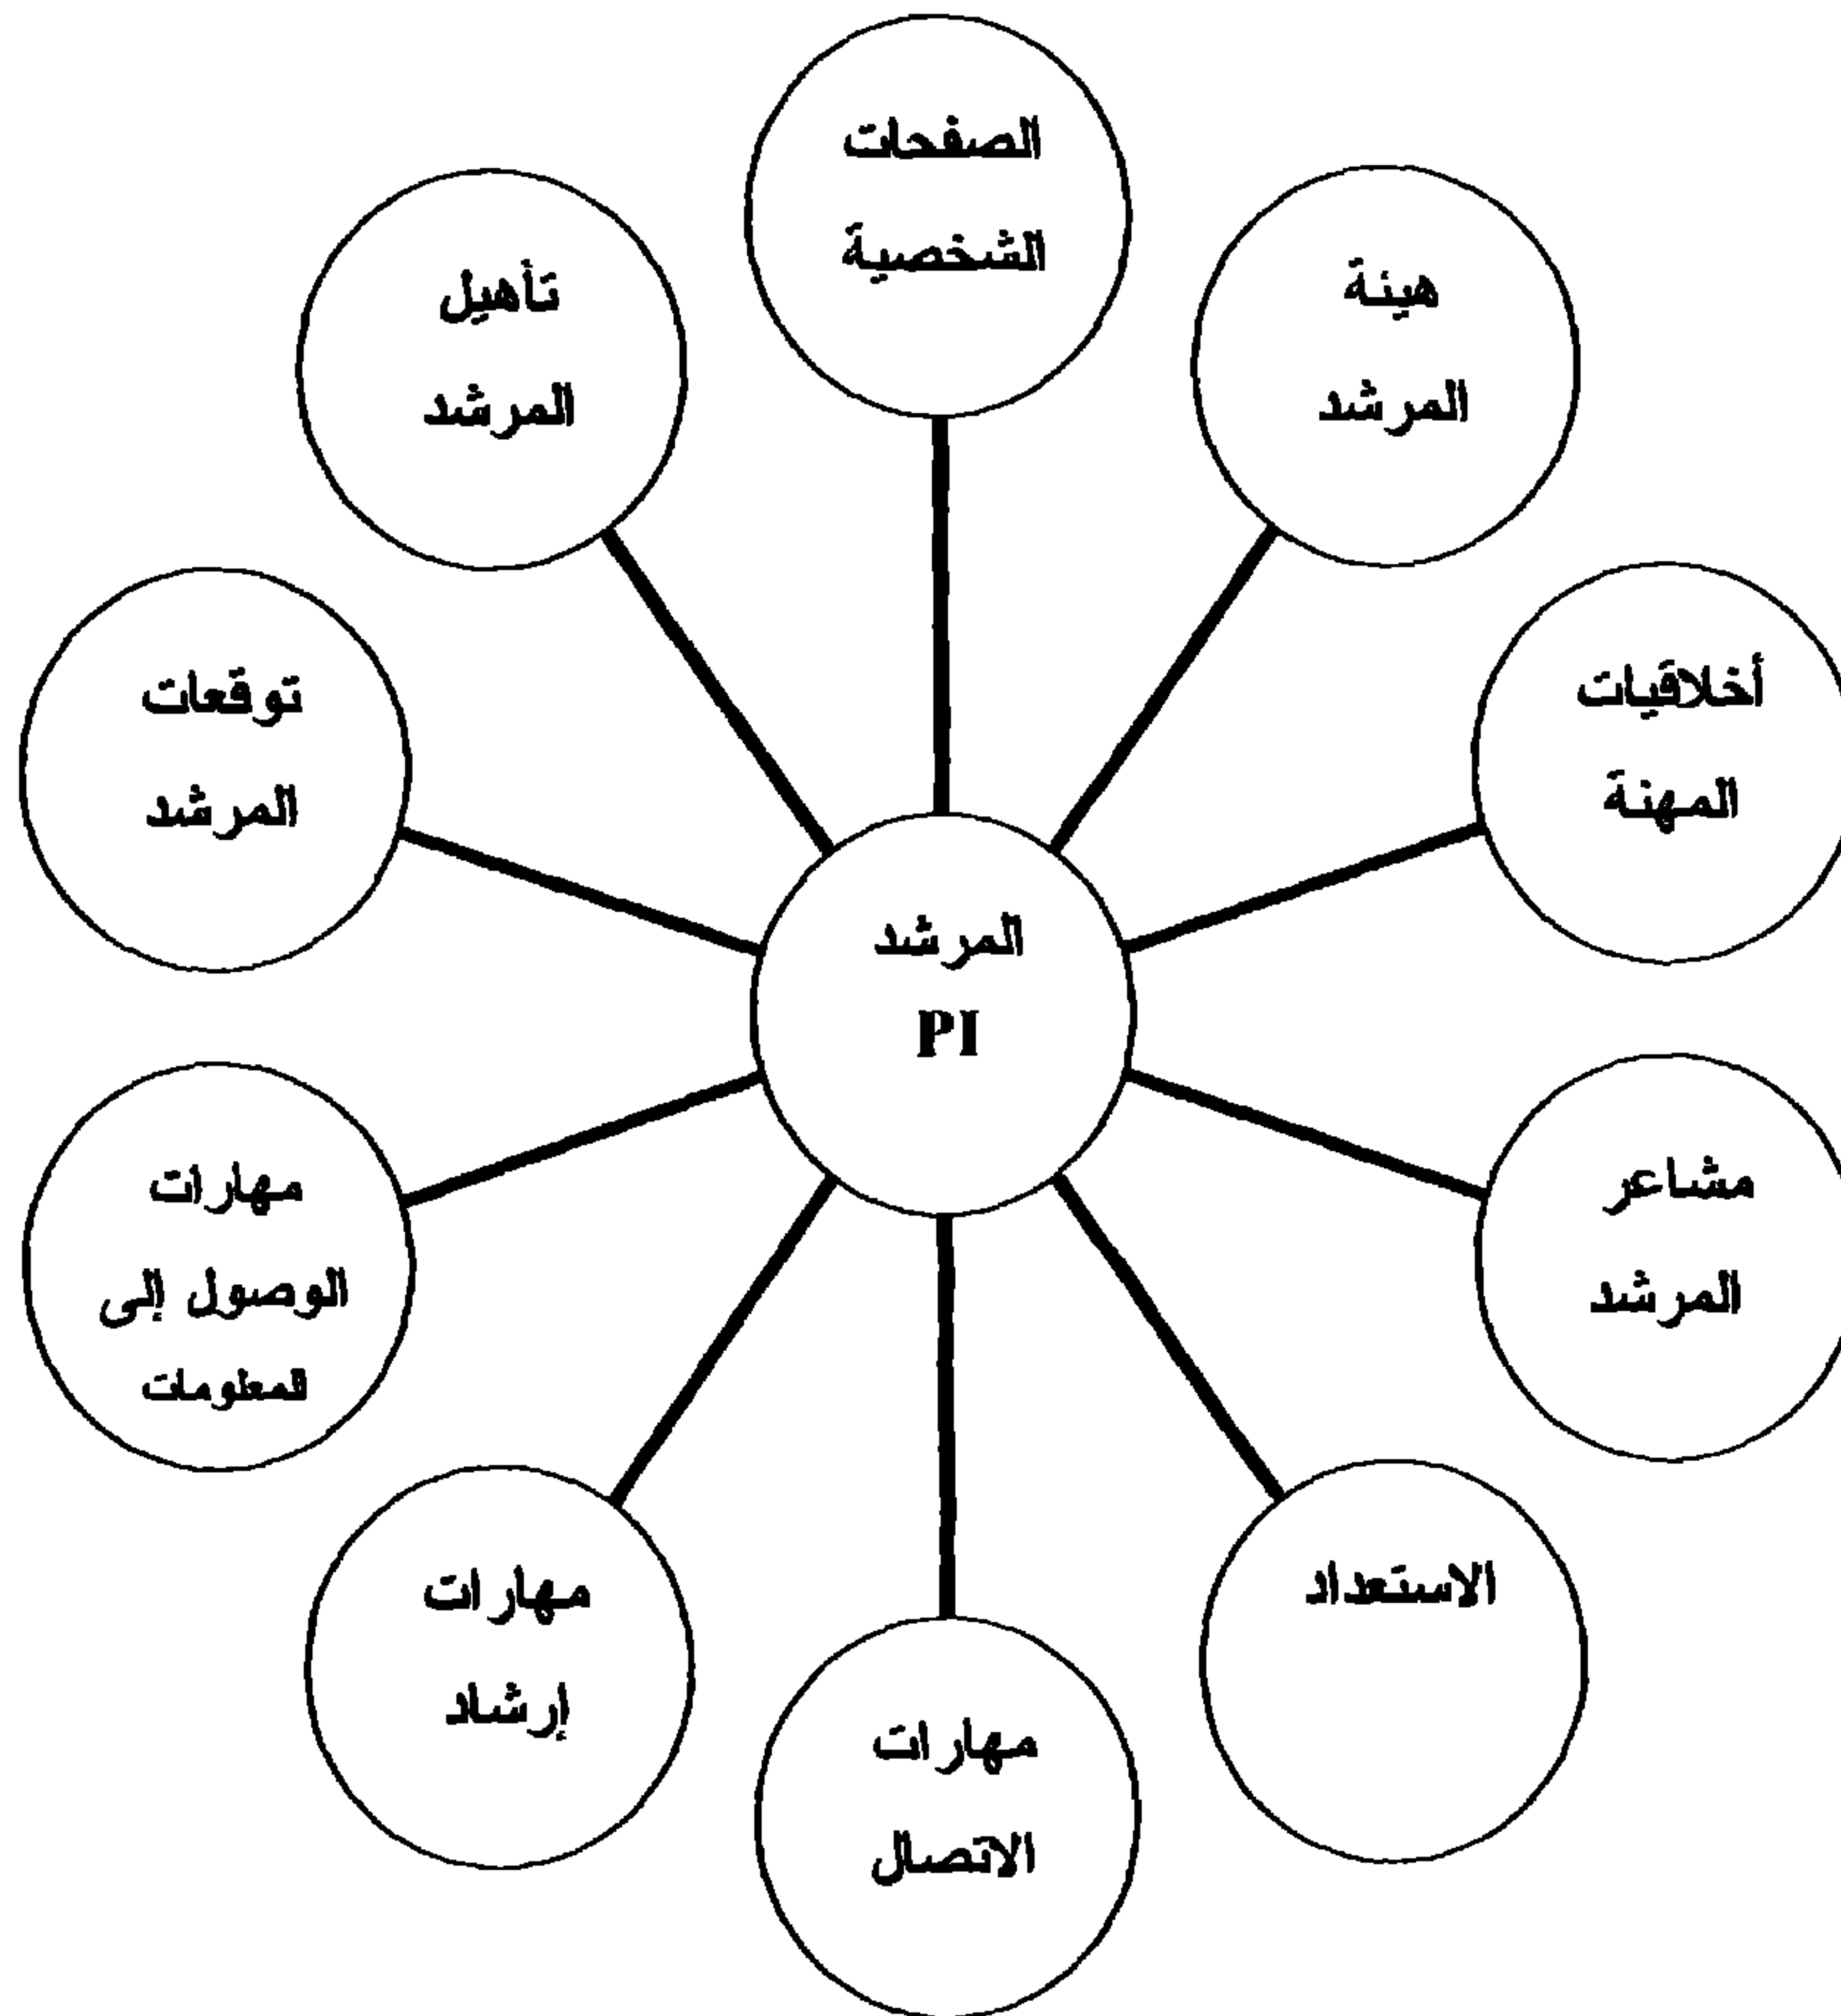 الصفحات
الشخصية
هيئة
المرشد
أخلاقيات
المهنة
مشاعر
المرشد
الاستعداد
مهارات
الاتصال
مهارات
إرشاد
مهارات
الوصول إلى
المعلومات
توقعات
المرشد
تأهيل
المرشد
المرشد
PI